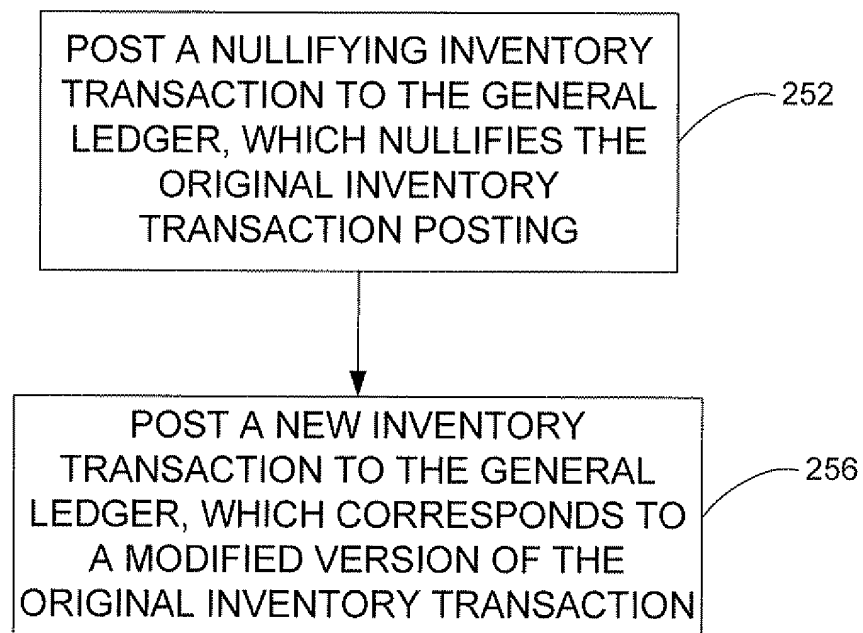 POST A NULLIFYING INVENTORY
TRANSACTION TO THE GENERAL
LEDGER, WHICH NULLIFIES THE
ORIGINAL INVENTORY
TRANSACTION POSTING
252
POST A NEW INVENTORY
TRANSACTION TO THE GENERAL
LEDGER, WHICH CORRESPONDS TO
A MODIFIED VERSION OF THE
ORIGINAL INVENTORY TRANSACTION
256